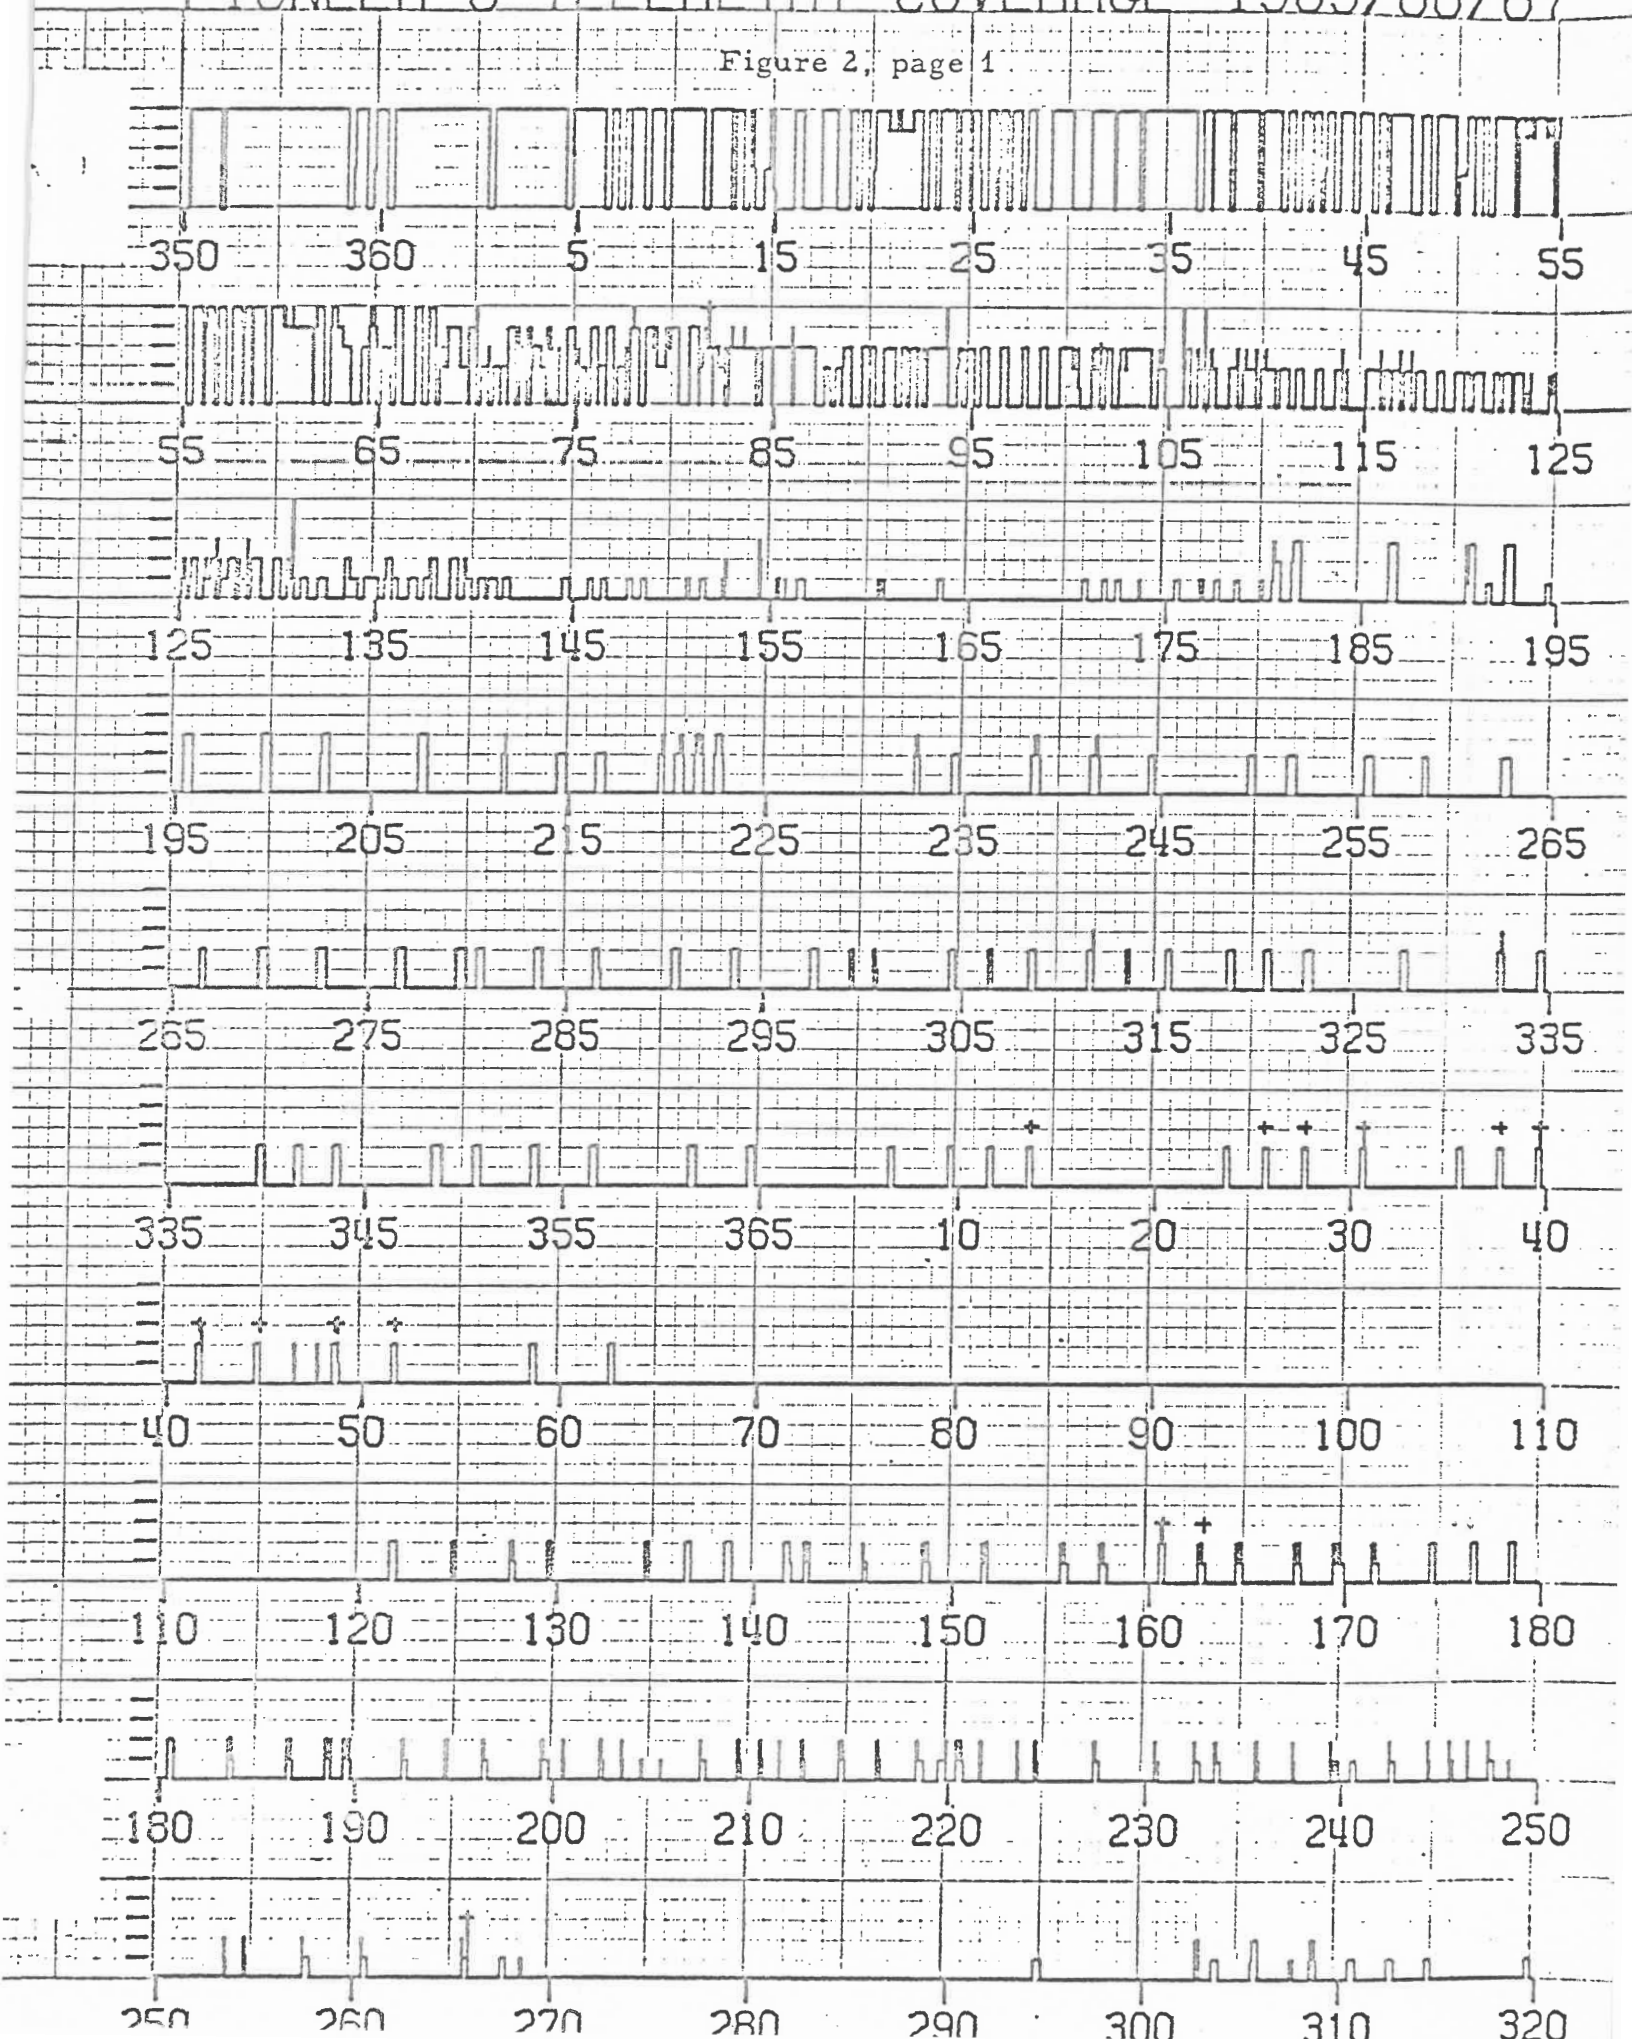 COVERAGE 1965/66/67
Figure 2, page 1
350 360 5 15 25 35 45 55
55 65 75 85 95 105 115 125
125 135 145 155 165 175 185 195
195 205 215 225 235 245 255 265
265 275 285 295 305 315 325 335
335 345 355 365 10 20 30 40
40 50 60 70 80 90 100 110
110 120 130 140 150 160 170 180
180 190 200 210 220 230 240 250
250 260 270 280 290 300 310 320